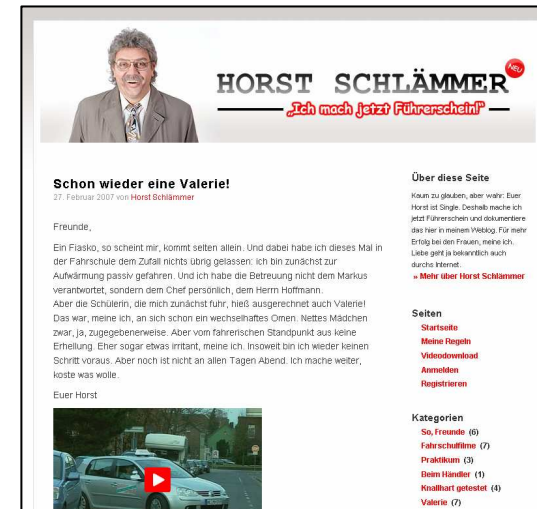 HORST SCHLÄMMER
NEU
„Ich mach jetzt Führerschein!"
Schon wieder eine Valerie!
27. Februar 2007 von Horst Schlämmer
Freunde,
Ein Fiasko, so scheint mir, kommt selten allein. Und dabei habe ich dieses Mal in
der Fahrschule dem Zufall nichts übrig gelassen: ich bin zunächst zur
Aufwärmung passiv gefahren. Und ich habe die Betreuung nicht dem Markus
verantwortet, sondern dem Chef persönlich, dem Herrn Hoffmann.
Aber die Schülerin, die mich zunächst fuhr, hieß ausgerechnet auch Valerie!
Das war, meine ich, an sich schon ein wechselhaftes Omen. Nettes Mädchen
zwar, ja, zugegebenerweise. Aber vom fahrerischen Standpunkt aus keine
Erhellung. Eher sogar etwas irritant, meine ich. Insoweit bin ich wieder keinen
Schritt voraus. Aber noch ist nicht an allen Tagen Abend. Ich mache weiter,
koste was wolle.
Euer Horst
Über diese Seite
Kaum zu glauben, aber wahr: Euer
Horst ist Single. Deshalb mache ich
jetzt Führerschein und dokumentiere
das hier in meinem Weblog. Für mehr
Erfolg bei den Frauen, meine ich.
Liebe geht ja bekanntlich auch
durchs Internet.
» Mehr über Horst Schlämmer
Seiten
Startseite
Meine Regeln
Videodownload
Anmelden
Registrieren
Kategorien
So, Freunde (6)
Fahrschulfilme (7)
Praktikum (3)
Beim Händler (1)
Knallhart getestet (4)
Valerie (7)